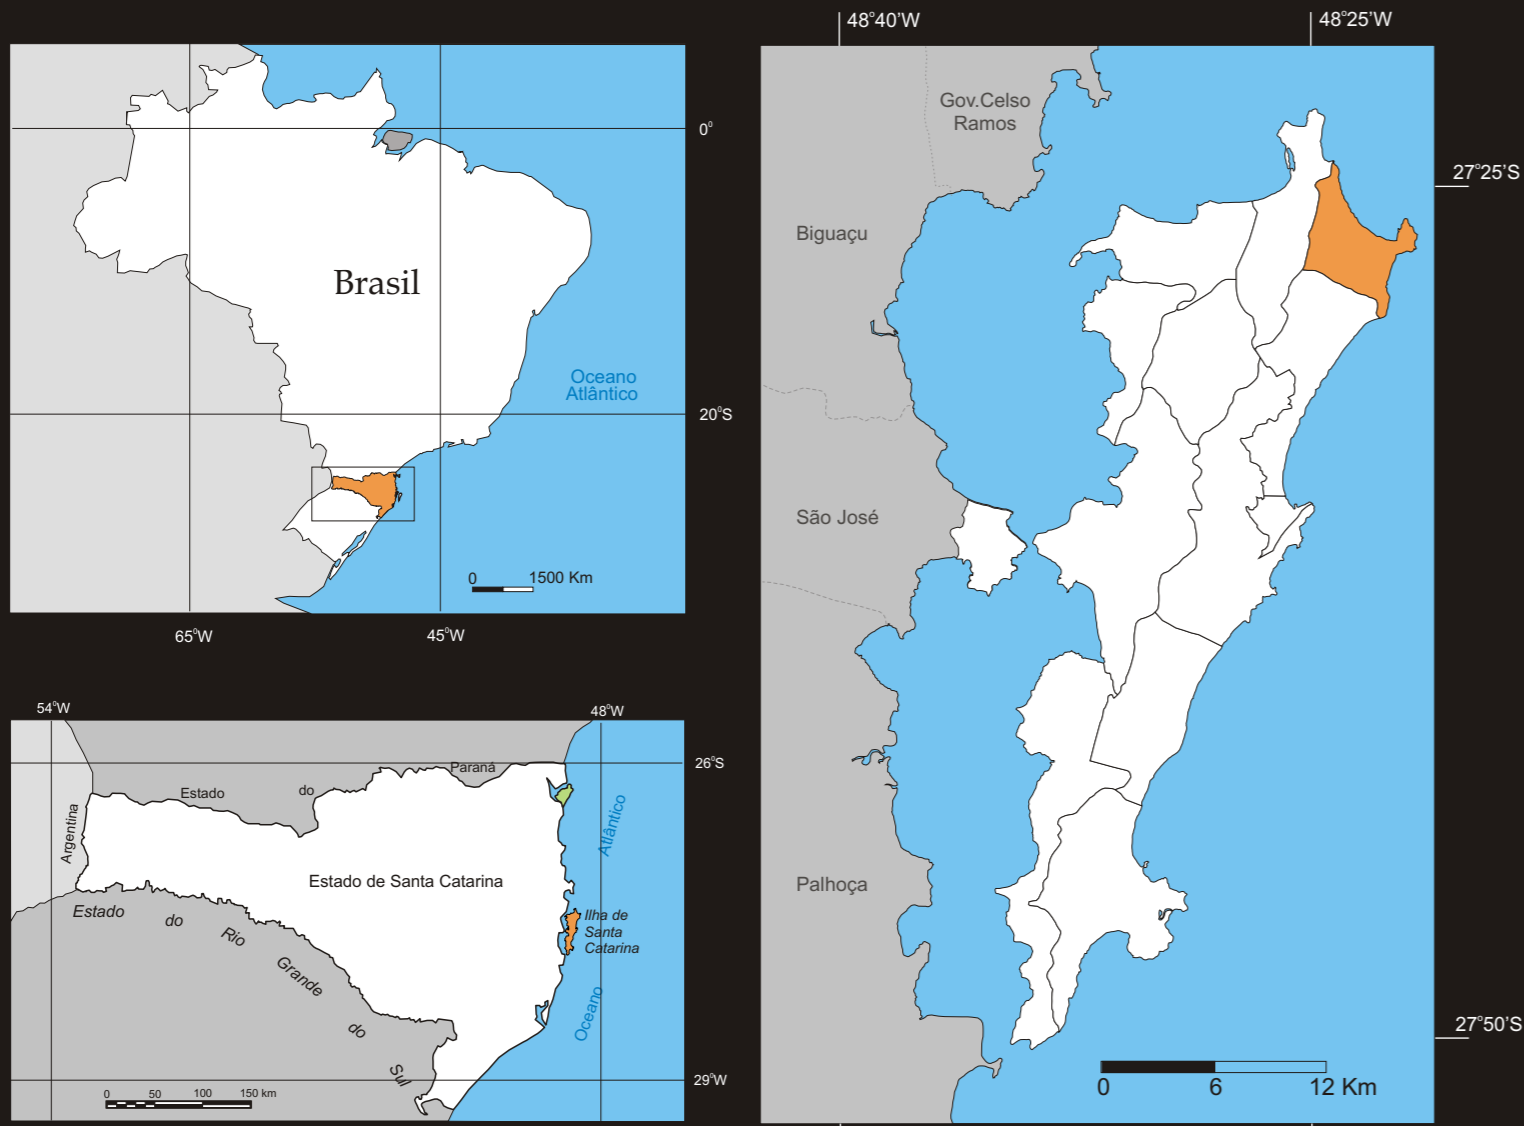 0°
Brasil
Oceano
Atlântico
20°S
0 1500 Km
65°W
45°W
54°W
48°W
26°S
Paraná
Estado
do
Argentina
Atlântico
Estado de Santa Catarina
Estado
do
Rio
Grande
do
Sul
Ilha de
Santa
Catarina
Oceano
29°W
0 50 100 150 km
48°40'W
48°25'W
Gov.Celso
Ramos
27°25'S
Biguaçu
São José
Palhoça
27°50'S
0 6 12 Km